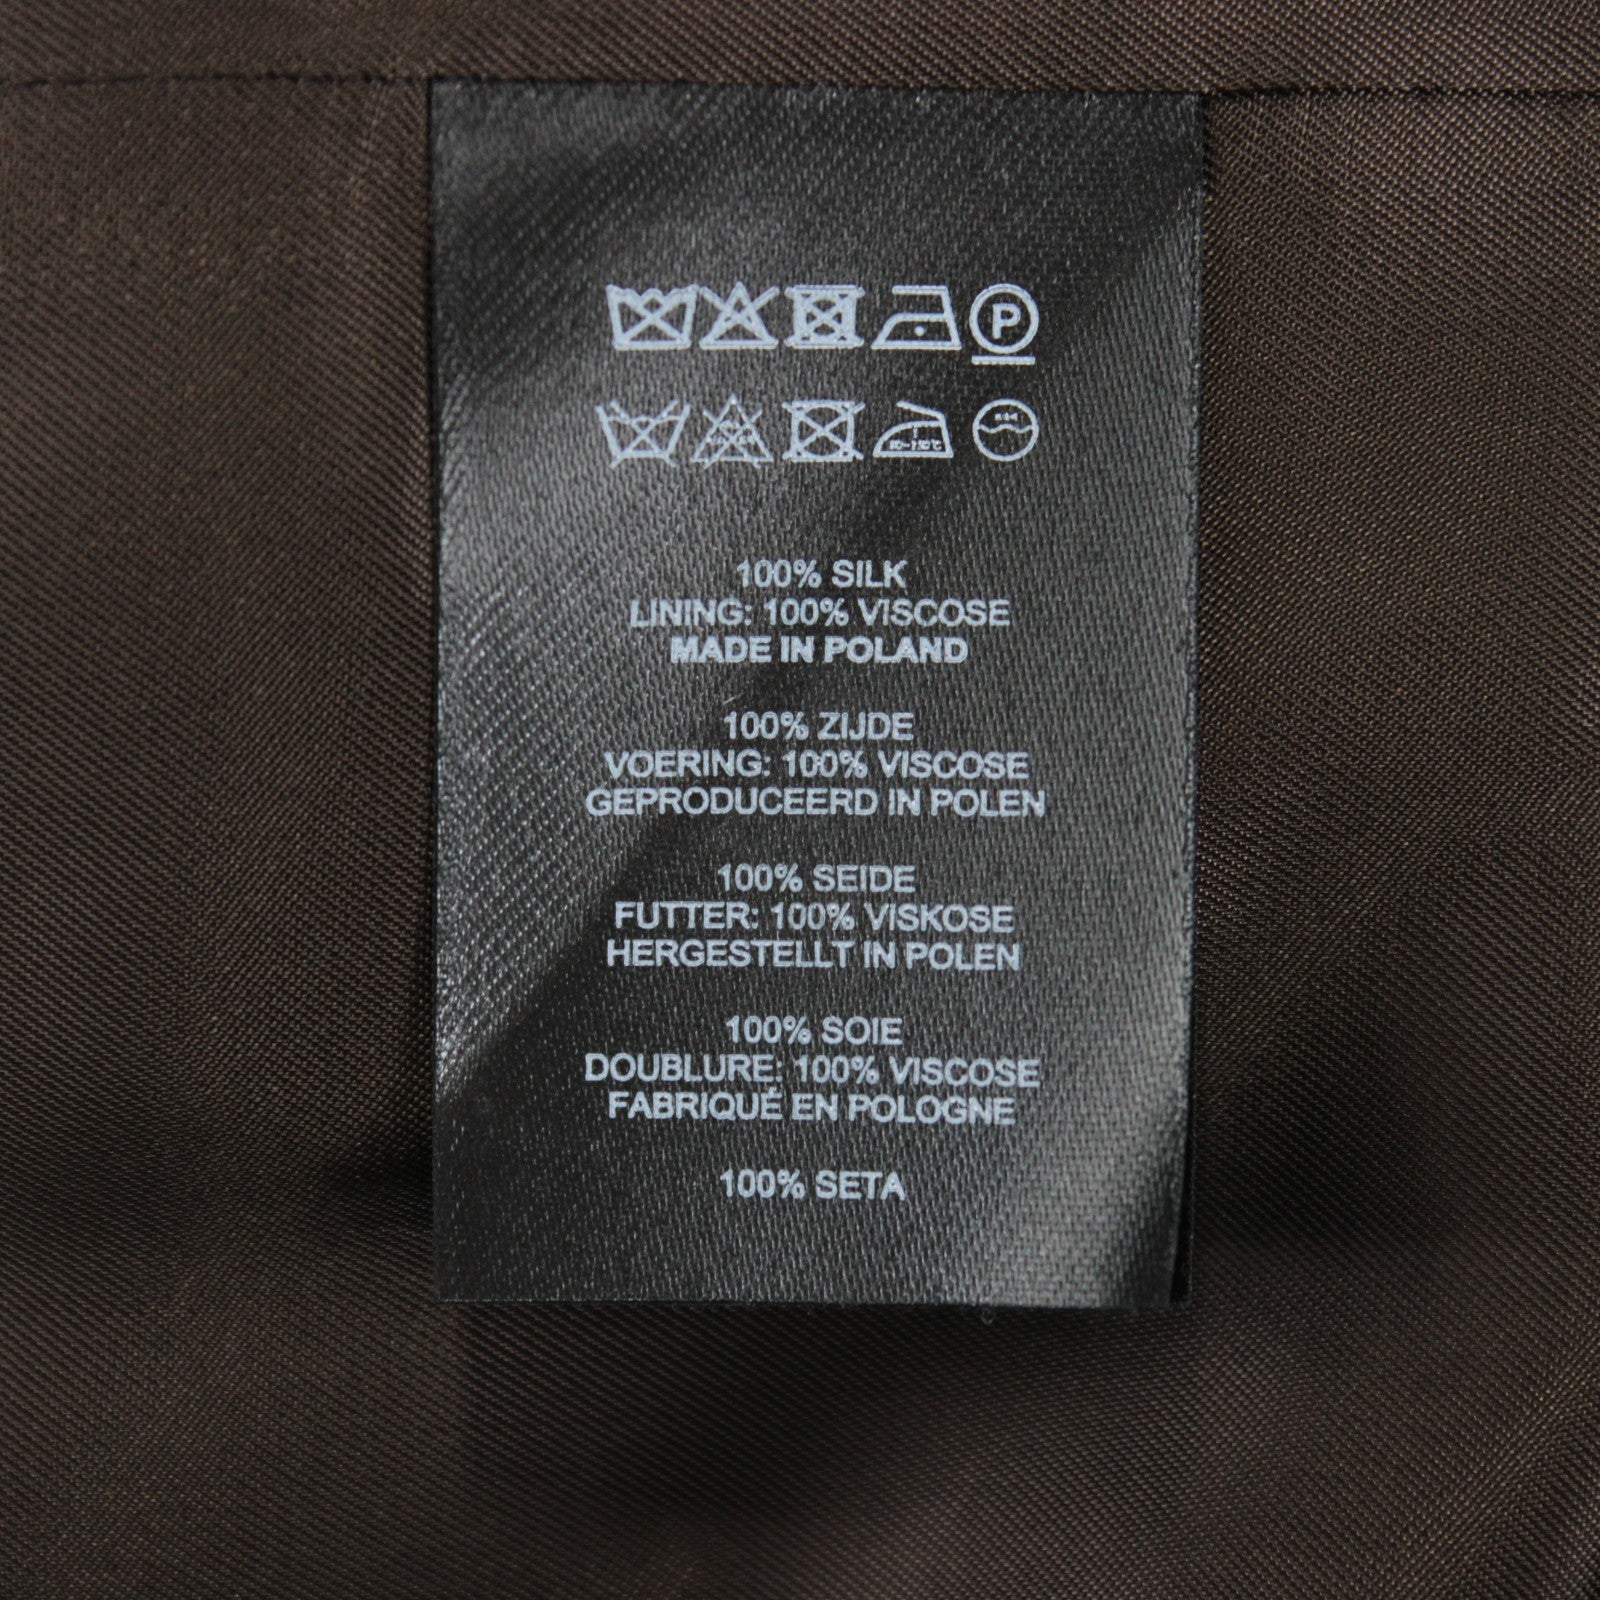 P
100% SILK
LINING: 100% VISCOSE
MADE IN POLAND
100% ZIJDE
VOERING: 100% VISCOSE
GEPRODUCEERD IN POLEN
100% SEIDE
FUTTER: 100% VISKOSE
HERGESTELLT IN POLEN
100% SOIE
DOUBLURE: 100% VISCOSE
FABRIQUÉ EN POLOGNE
100% SETA